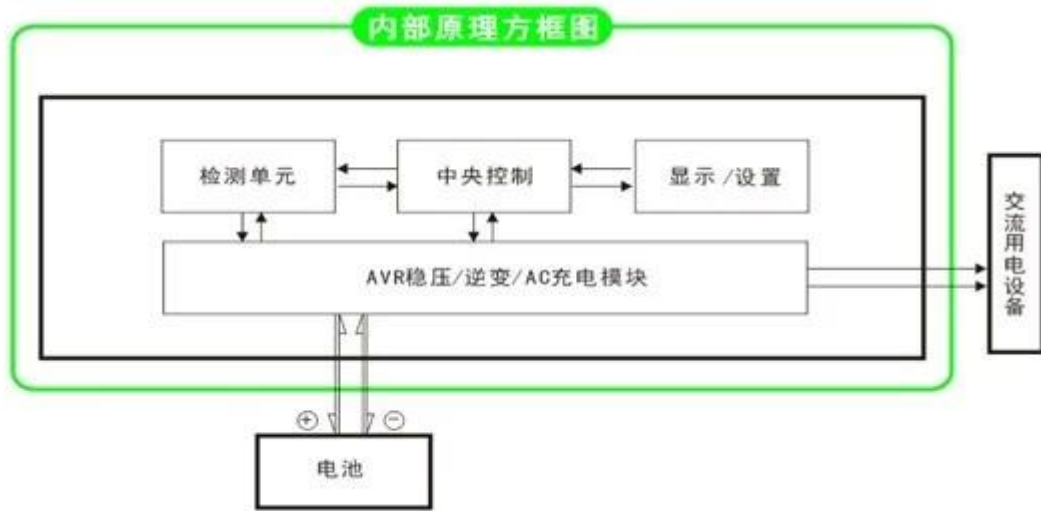 内部原理方框图
检测单元
中央控制
显示/设置
AVR稳压/逆变/AC充电模块
交流用电设备
+
−
电池